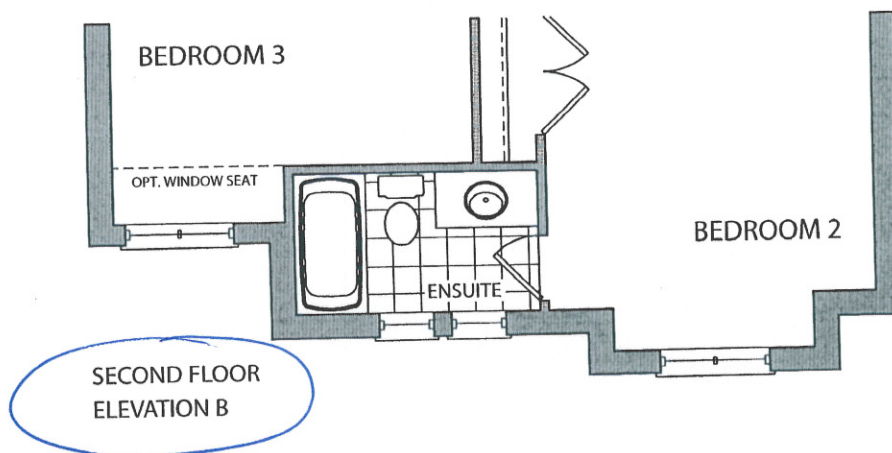 BEDROOM 3
OPT. WINDOW SEAT
BEDROOM 2
ENSUITE
SECOND FLOOR
ELEVATION B